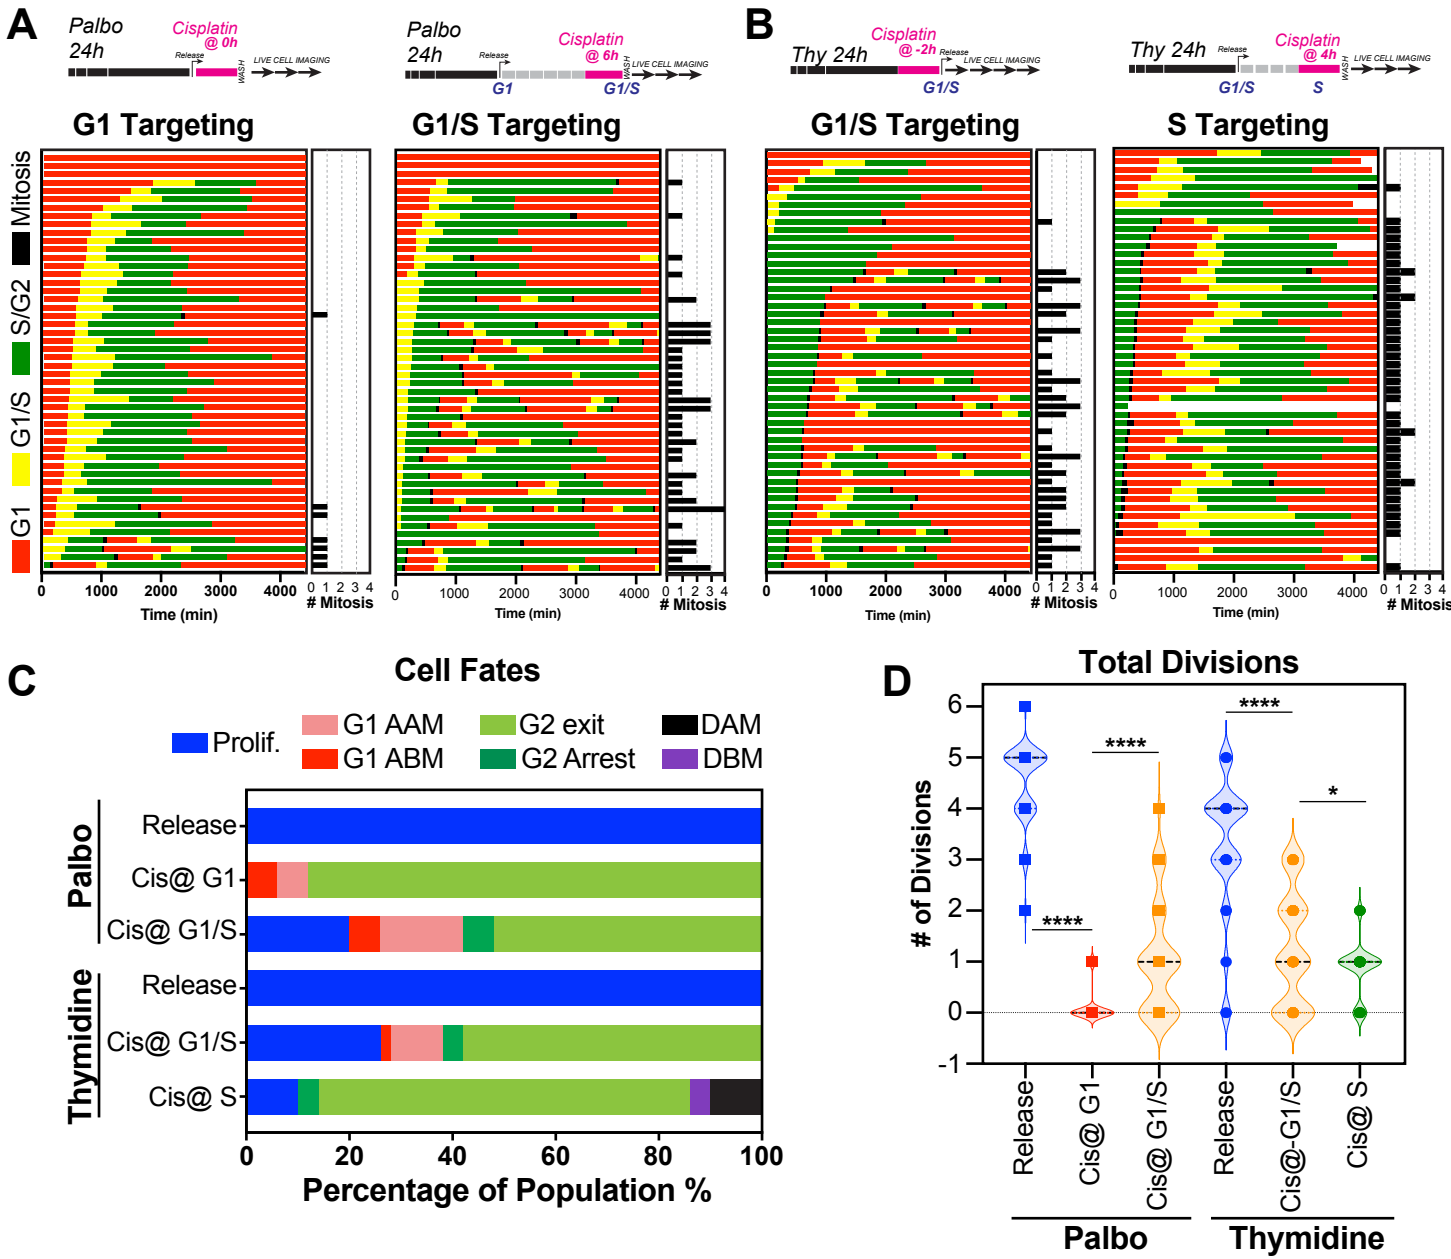 A
Palbo
24h
Release
Cisplatin
@ 0h
WASH
LIVE CELL IMAGING
Palbo
24h
Release
Cisplatin
@ 6h
WASH
LIVE CELL IMAGING
G1
G1/S
B
Thy 24h
Cisplatin
@ -2h
Release
LIVE CELL IMAGING
G1/S
Thy 24h
Release
Cisplatin
@ 4h
WASH
LIVE CELL IMAGING
G1/S
S
G1 Targeting
G1/S Targeting
G1/S Targeting
S Targeting
G1
G1/S
S/G2
Mitosis
0 1000 2000 3000 4000
Time (min)
0 1 2 3 4
# Mitosis
0 1000 2000 3000 4000
Time (min)
0 1 2 3 4
# Mitosis
0 1000 2000 3000 4000
Time (min)
0 1 2 3 4
# Mitosis
0 1000 2000 3000 4000
Time (min)
0 1 2 3 4
# Mitosis
C
Cell Fates
Prolif.
G1 AAM
G1 ABM
G2 exit
G2 Arrest
DAM
DBM
Palbo
Release
Cis@ G1
Cis@ G1/S
Thymidine
Release
Cis@ G1/S
Cis@ S
0 20 40 60 80 100
Percentage of Population %
D
Total Divisions
# of Divisions
6
5
4
3
2
1
0
-1
****
****
****
*
Release
Cis@ G1
Cis@ G1/S
Release
Cis@-G1/S
Cis@ S
Palbo
Thymidine